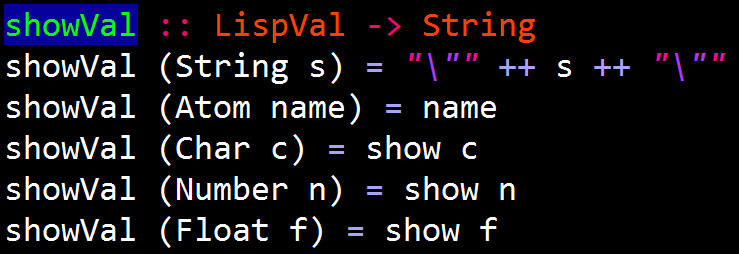 showVal :: LispVal -> String
showVal (String s) = "\"" ++ s ++ "\""
showVal (Atom name) = name
showVal (Char c) = show c
showVal (Number n) = show n
showVal (Float f) = show f